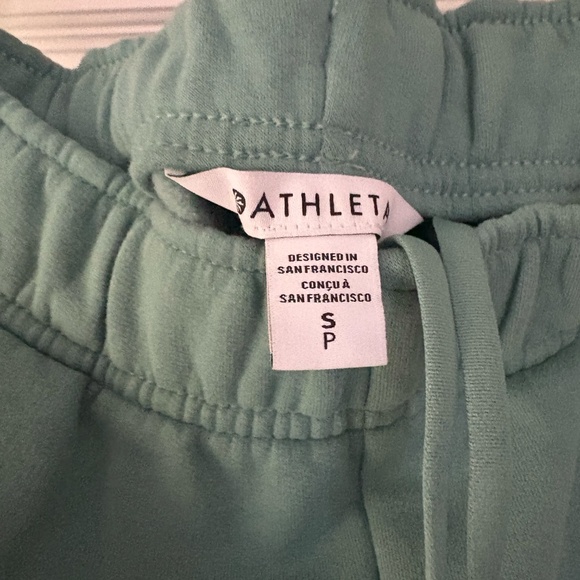 ATHLETA
DESIGNED IN
SAN FRANCISCO
CONÇU À
SAN FRANCISCO
S
P